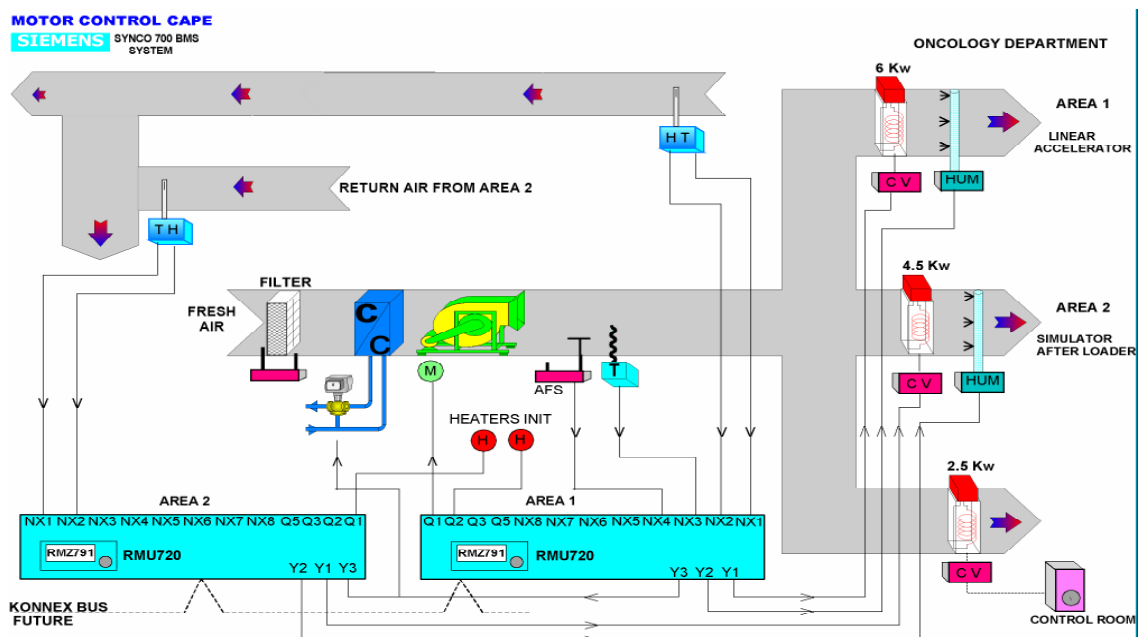 MOTOR CONTROL CAPE
SIEMENS SYNCO 700 BMS
SYSTEM
ONCOLOGY DEPARTMENT
6 Kw
AREA 1
LINEAR
ACCELERATOR
H T
C V
HUM
RETURN AIR FROM AREA 2
T H
4.5 Kw
FILTER
FRESH
AIR
C
C
AREA 2
SIMULATOR
AFTER LOADER
M
AFS
T
C V
HUM
HEATERS INIT
H
H
2.5 Kw
AREA 2
AREA 1
NX1 NX2 NX3 NX4 NX5 NX6 NX7 NX8 Q5 Q3 Q2 Q1
Q1 Q2 Q3 Q5 NX8 NX7 NX6 NX5 NX4 NX3 NX2 NX1
RMZ791
RMU720
RMZ791
RMU720
Y2 Y1 Y3
Y3 Y2 Y1
C V
KONNEX BUS
FUTURE
CONTROL ROOM